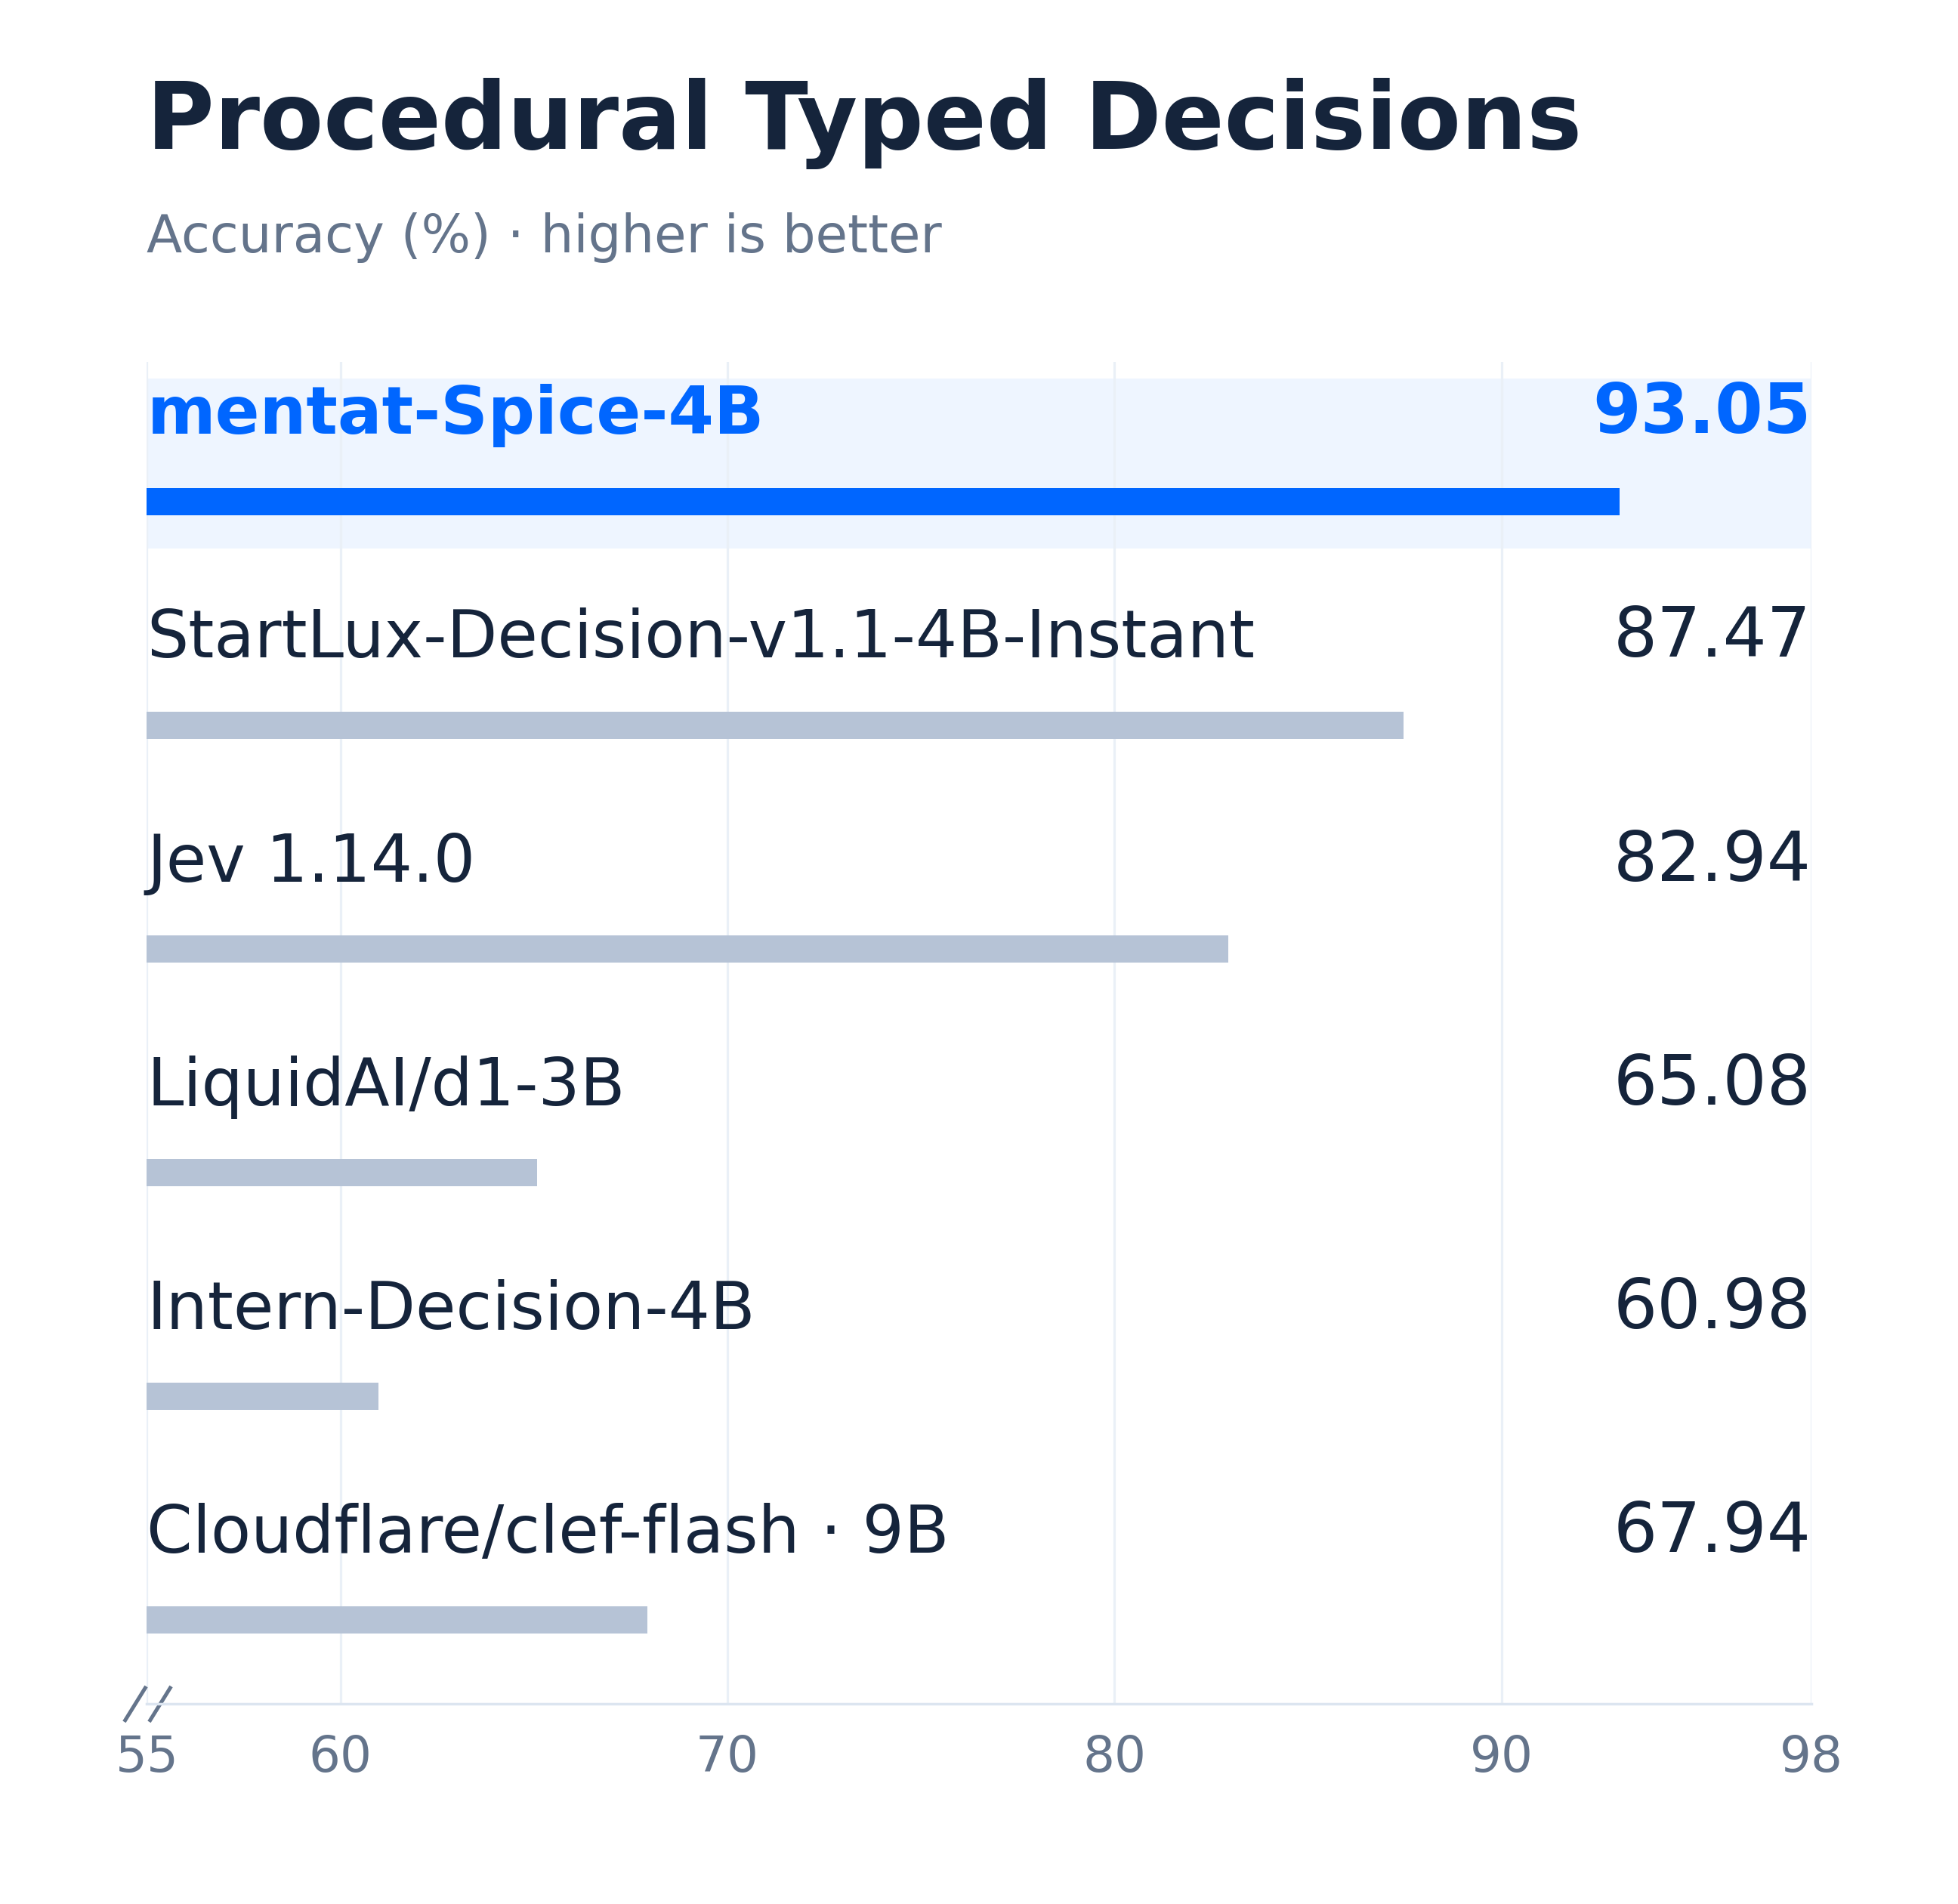 Procedural Typed Decisions
Accuracy (%) · higher is better
mentat-Spice-4B 93.05
StartLux-Decision-v1.1-4B-Instant 87.47
Jev 1.14.0 82.94
LiquidAI/d1-3B 65.08
Intern-Decision-4B 60.98
Cloudflare/clef-flash · 9B 67.94
55 60 70 80 90 98